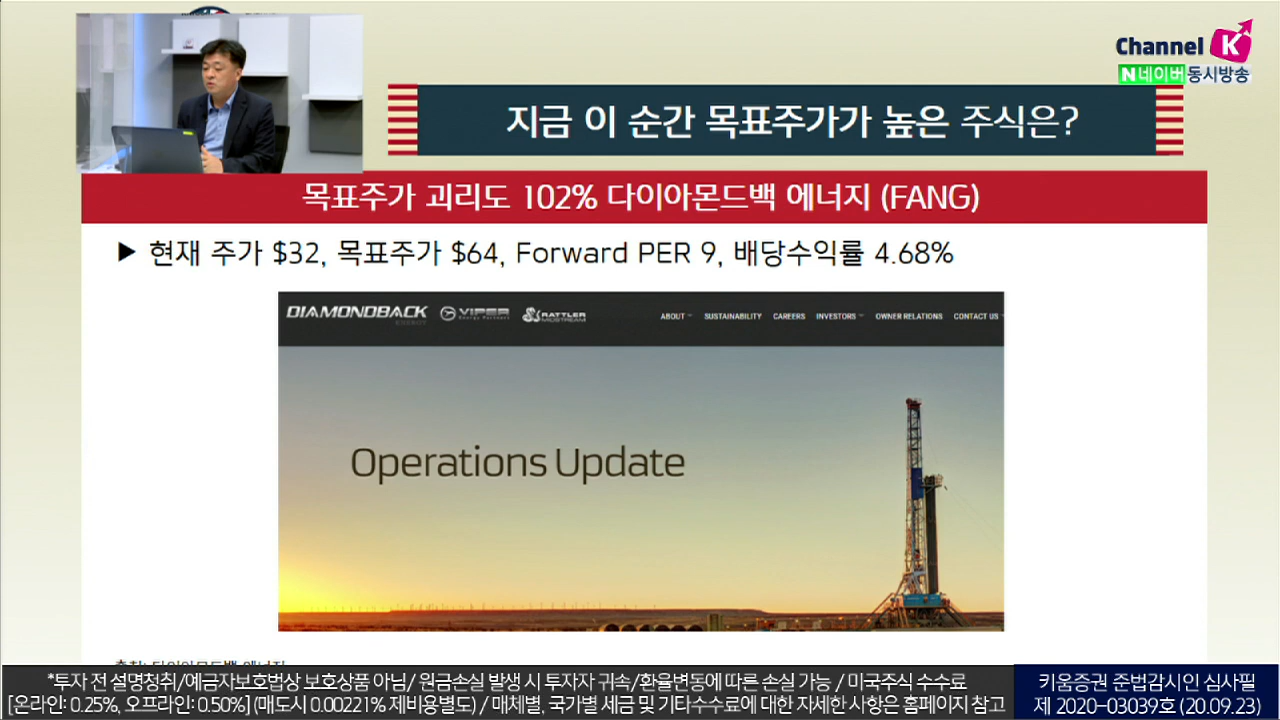 Channel K
N 네이버 동시방송
지금 이 순간 목표주가가 높은 주식은?
목표주가 괴리도 102% 다이아몬드백 에너지 (FANG)
▶ 현재 주가 $32, 목표주가 $64, Forward PER 9, 배당수익률 4.68%
DIAMONDBACK ENERGY VIPER Energy Partners RATTLER MIDSTREAM ABOUT SUSTAINABILITY CAREERS INVESTORS OWNER RELATIONS CONTACT US
Operations Update
*투자 전 설명청취/예금자보호법상 보호상품 아님/ 원금손실 발생 시 투자자 귀속/환율변동에 따른 손실 가능 / 미국주식 수수료
[온라인: 0.25%, 오프라인: 0.50%] (매도시 0.00221% 제비용별도) / 매체별, 국가별 세금 및 기타수수료에 대한 자세한 사항은 홈페이지 참고
키움증권 준법감시인 심사필
제 2020-03039호 (20.09.23)